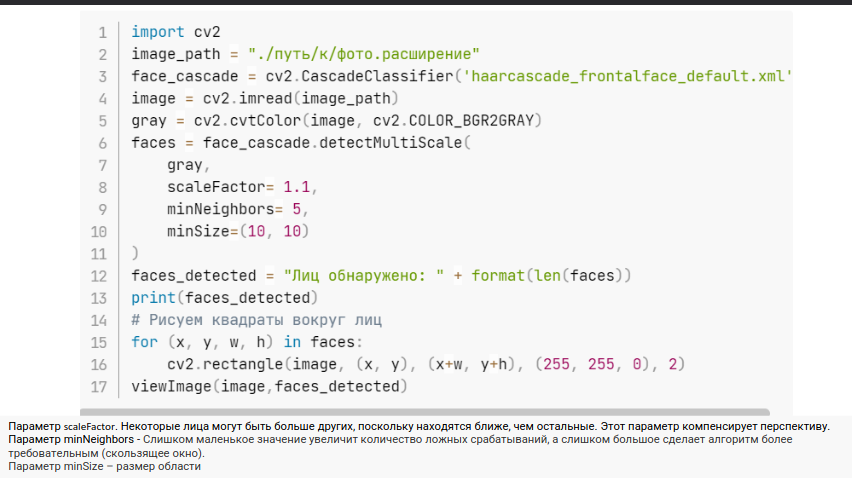 1 import cv2
2 image_path = "./путь/к/фото.расширение"
3 face_cascade = cv2.CascadeClassifier('haarcascade_frontalface_default.xml'
4 image = cv2.imread(image_path)
5 gray = cv2.cvtColor(image, cv2.COLOR_BGR2GRAY)
6 faces = face_cascade.detectMultiScale(
7     gray,
8     scaleFactor= 1.1,
9     minNeighbors= 5,
10     minSize=(10, 10)
11 )
12 faces_detected = "Лиц обнаружено: " + format(len(faces))
13 print(faces_detected)
14 # Рисуем квадраты вокруг лиц
15 for (x, y, w, h) in faces:
16     cv2.rectangle(image, (x, y), (x+w, y+h), (255, 255, 0), 2)
17 viewImage(image,faces_detected)
Параметр scaleFactor. Некоторые лица могут быть больше других, поскольку находятся ближе, чем остальные. Этот параметр компенсирует перспективу.
Параметр minNeighbors - Слишком маленькое значение увеличит количество ложных срабатываний, а слишком большое сделает алгоритм более
требовательным (скользящее окно).
Параметр minSize – размер области